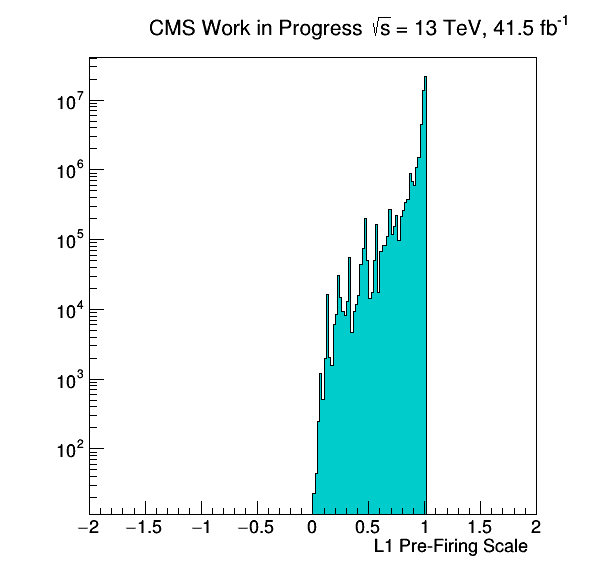 CMS Work in Progress √s = 13 TeV, 41.5 fb⁻¹
10⁷
10⁶
10⁵
10⁴
10³
10²
−2 −1.5 −1 −0.5 0 0.5 1 1.5 2
L1 Pre-Firing Scale